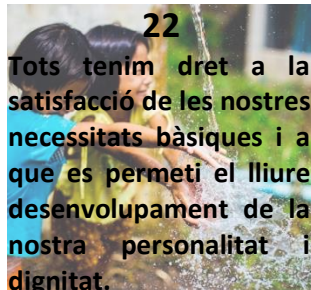 22
Tots tenim dret a la
satisfacció de les nostres
necessitats bàsiques i a
que es permeti el lliure
desenvolupament de la
nostra personalitat i
dignitat.